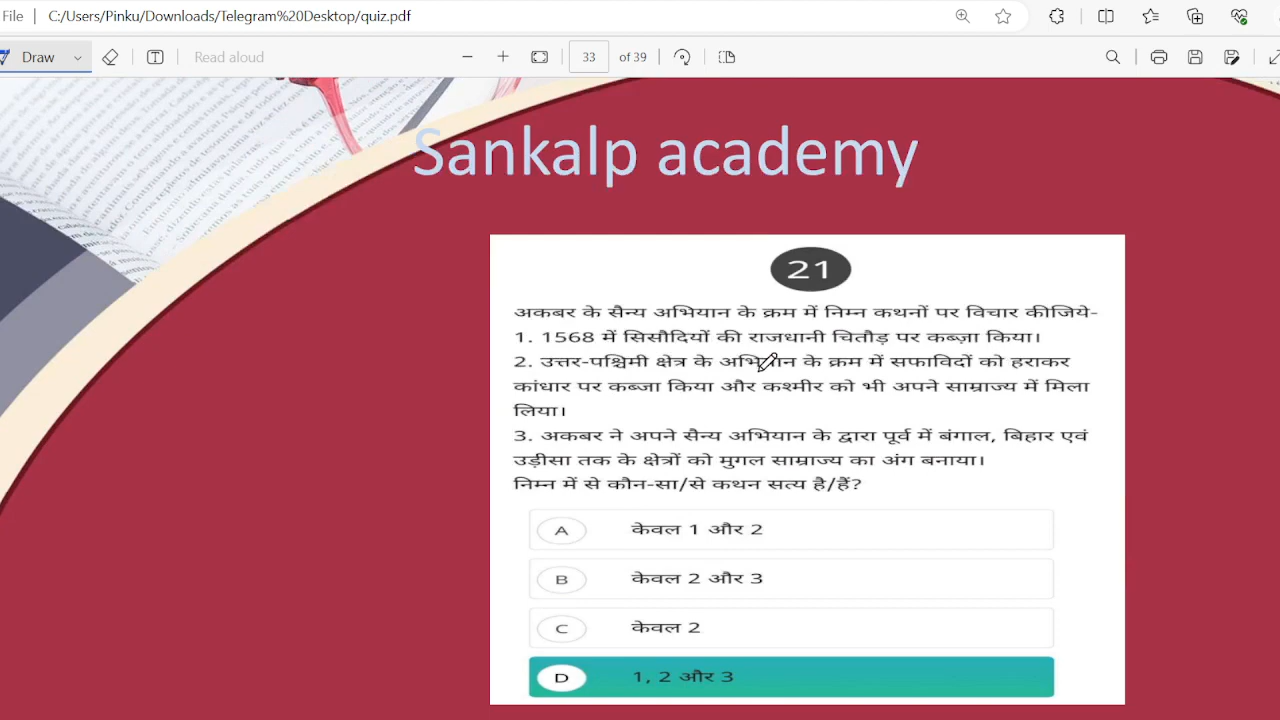 File C:/Users/Pinku/Downloads/Telegram%20Desktop/quiz.pdf
Draw Read aloud 33 of 39
Sankalp academy
21
अकबर के सैन्य अभियान के क्रम में निम्न कथनों पर विचार कीजिये-
1. 1568 में सिसौदियों की राजधानी चितौड़ पर कब्ज़ा किया।
2. उत्तर-पश्चिमी क्षेत्र के अभियान के क्रम में सफाविदों को हराकर
कांधार पर कब्जा किया और कश्मीर को भी अपने साम्राज्य में मिला
लिया।
3. अकबर ने अपने सैन्य अभियान के द्वारा पूर्व में बंगाल, बिहार एवं
उड़ीसा तक के क्षेत्रों को मुगल साम्राज्य का अंग बनाया।
निम्न में से कौन-सा/से कथन सत्य है/हैं?
A केवल 1 और 2
B केवल 2 और 3
C केवल 2
D 1, 2 और 3